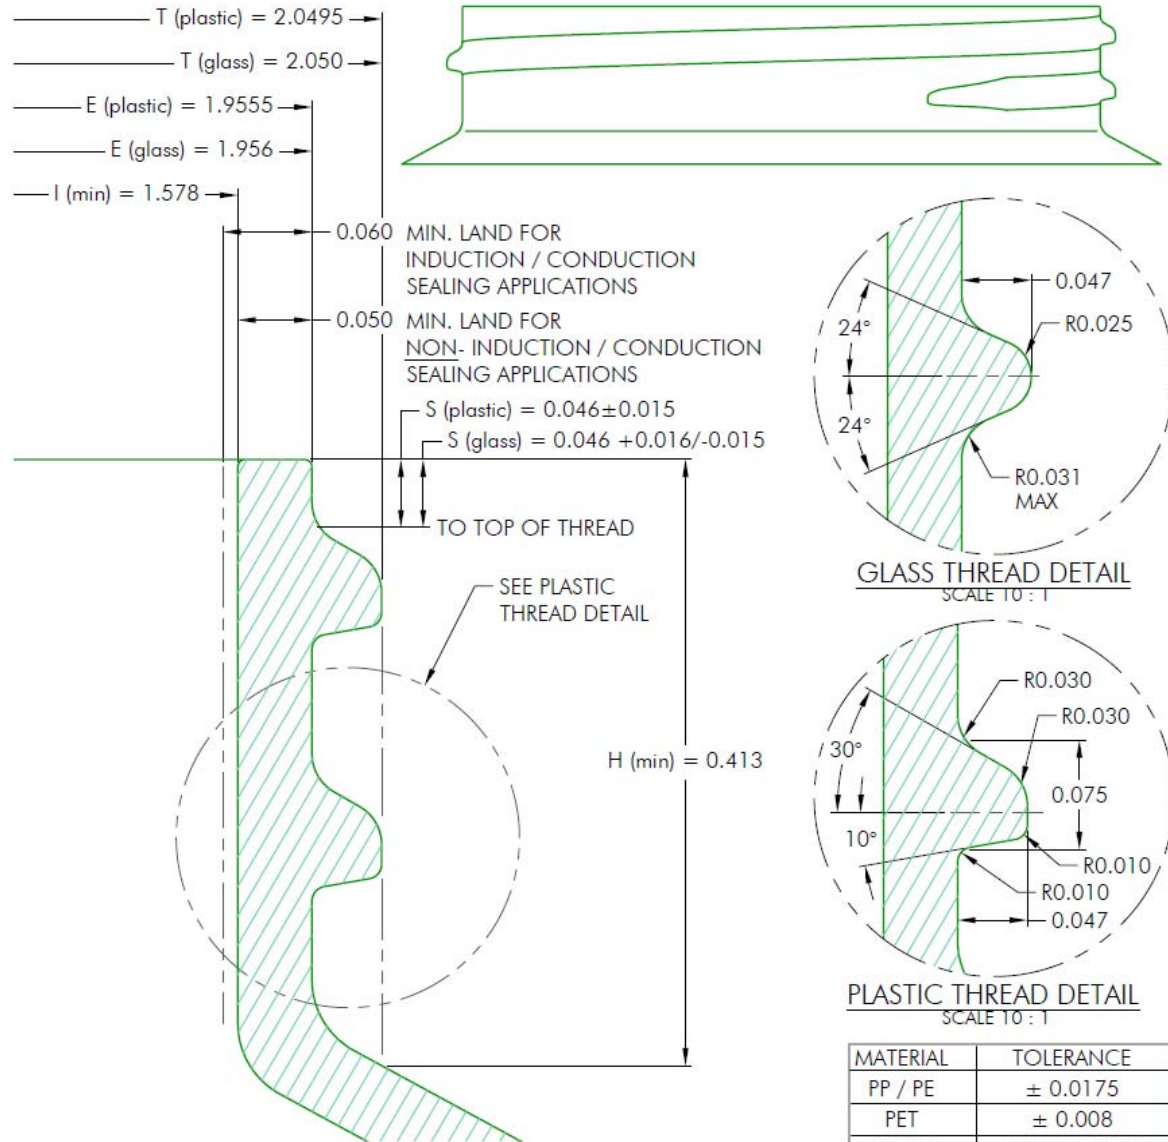 T (plastic) = 2.0495
T (glass) = 2.050
E (plastic) = 1.9555
E (glass) = 1.956
I (min) = 1.578
0.060 MIN. LAND FOR
INDUCTION / CONDUCTION
SEALING APPLICATIONS
0.050 MIN. LAND FOR
NON- INDUCTION / CONDUCTION
SEALING APPLICATIONS
S (plastic) = 0.046±0.015
S (glass) = 0.046 +0.016/-0.015
TO TOP OF THREAD
SEE PLASTIC
THREAD DETAIL
H (min) = 0.413
0.047
R0.025
24°
24°
R0.031
MAX
GLASS THREAD DETAIL
SCALE 10 : 1
R0.030
R0.030
30°
0.075
10°
R0.010
R0.010
0.047
PLASTIC THREAD DETAIL
SCALE 10 : 1
MATERIAL TOLERANCE
PP / PE ± 0.0175
PET ± 0.008